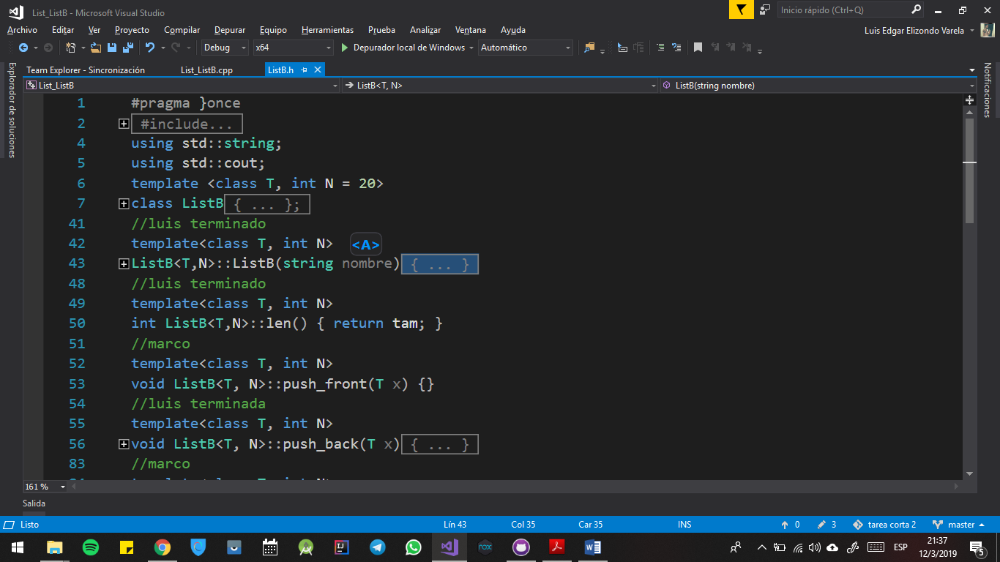 List_ListB - Microsoft Visual Studio
Inicio rápido (Ctrl+Q)
Archivo Editar Ver Proyecto Compilar Depurar Equipo Herramientas Prueba Analizar Ventana Ayuda
Luis Edgar Elizondo Varela
Debug x64 Depurador local de Windows Automático
Explorador de soluciones
Team Explorer - Sincronización List_ListB.cpp ListB.h
Notificaciones
List_ListB ListB<T, N> ListB(string nombre)
1 #pragma }once
2 #include...
4 using std::string;
5 using std::cout;
6 template <class T, int N = 20>
7 class ListB{ ... };
41 //luis terminado
42 template<class T, int N>
<A>
43 ListB<T,N>::ListB(string nombre){ ... }
48 //luis terminado
49 template<class T, int N>
50 int ListB<T,N>::len() { return tam; }
51 //marco
52 template<class T, int N>
53 void ListB<T, N>::push_front(T x) {}
54 //luis terminada
55 template<class T, int N>
56 void ListB<T, N>::push_back(T x){ ... }
83 //marco
161 %
Salida
Listo Lín 43 Col 35 Car 35 INS 0 3 tarea corta 2 master
21:37
ESP
12/3/2019
5